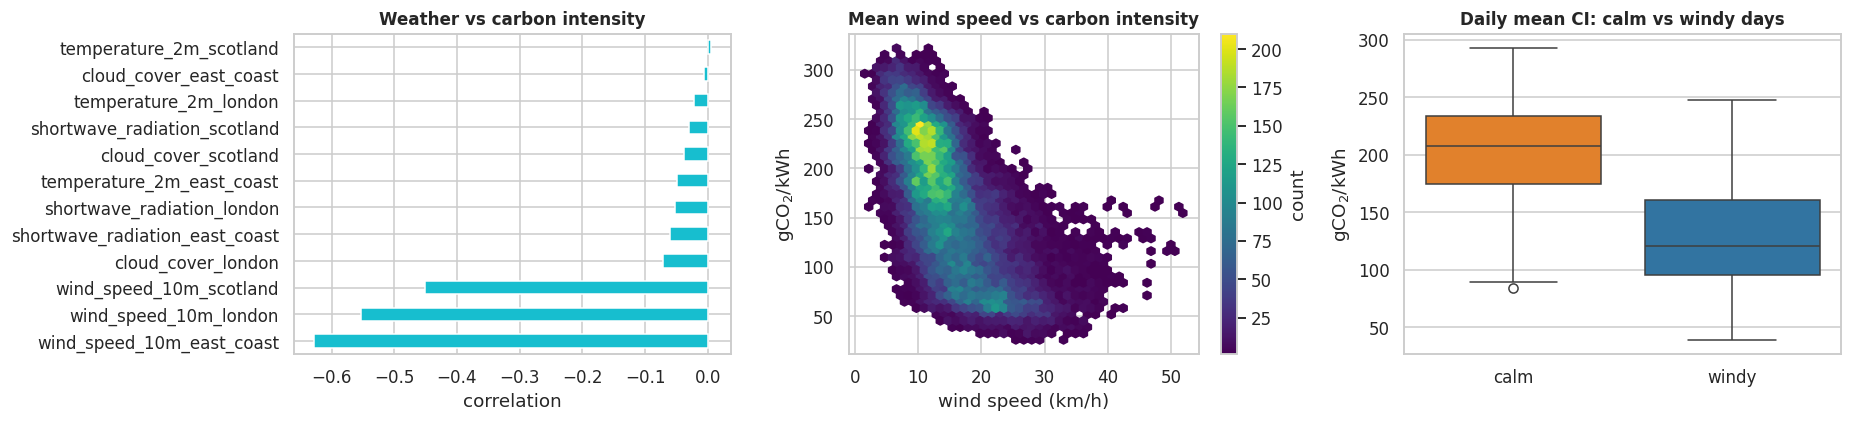 Weather vs carbon intensity
temperature_2m_scotland
cloud_cover_east_coast
temperature_2m_london
shortwave_radiation_scotland
cloud_cover_scotland
temperature_2m_east_coast
shortwave_radiation_london
shortwave_radiation_east_coast
cloud_cover_london
wind_speed_10m_scotland
wind_speed_10m_london
wind_speed_10m_east_coast
−0.6 −0.5 −0.4 −0.3 −0.2 −0.1 0.0
correlation
Mean wind speed vs carbon intensity
gCO₂/kWh
300
250
200
150
100
50
0 10 20 30 40 50
wind speed (km/h)
200
175
150
125
100
75
50
25
count
Daily mean CI: calm vs windy days
gCO₂/kWh
300
250
200
150
100
50
calm windy